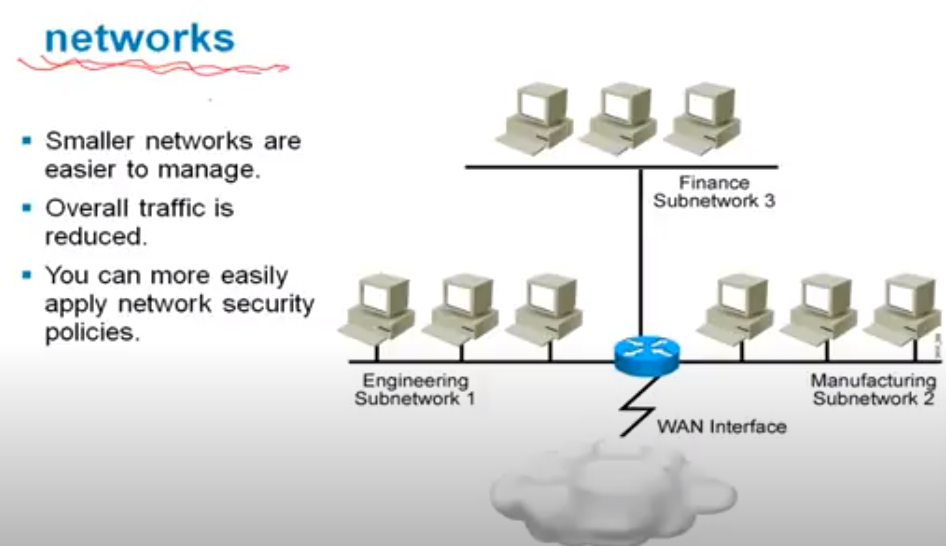 networks
Smaller networks are
easier to manage.
Overall traffic is
reduced.
You can more easily
apply network security
policies.
Finance
Subnetwork 3
Engineering
Subnetwork 1
Manufacturing
Subnetwork 2
WAN Interface